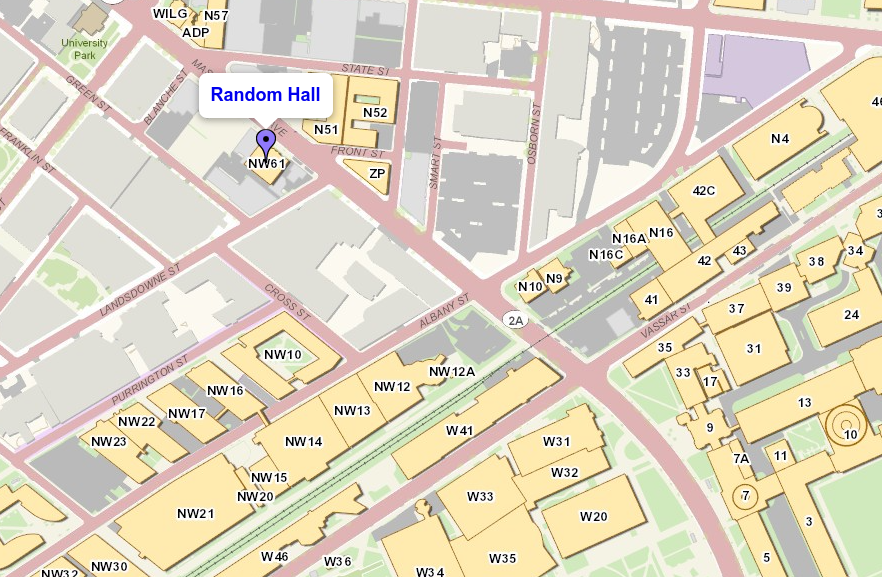 WILG
N57
ADP
University
Park
STATE ST
Random Hall
GREEN ST
BLANCHE ST
N52
N51
AVE
FRONT ST
NW61
ZP
SMART ST
OSBORN ST
FRANKLIN ST
N4
46
42C
N16A
N16
N16C
42
43
38
34
N10
N9
39
41
37
24
VASSAR ST
2A
LANDSDOWNE ST
CROSS ST
ALBANY ST
35
31
33
17
NW10
NW12A
NW12
NW16
PURRINGTON ST
NW13
13
NW17
NW22
9
10
NW23
NW14
W41
W31
7A
11
W32
NW15
NW20
W33
7
NW21
W20
3
W46
W36
W35
5
NW30
NW32
W34